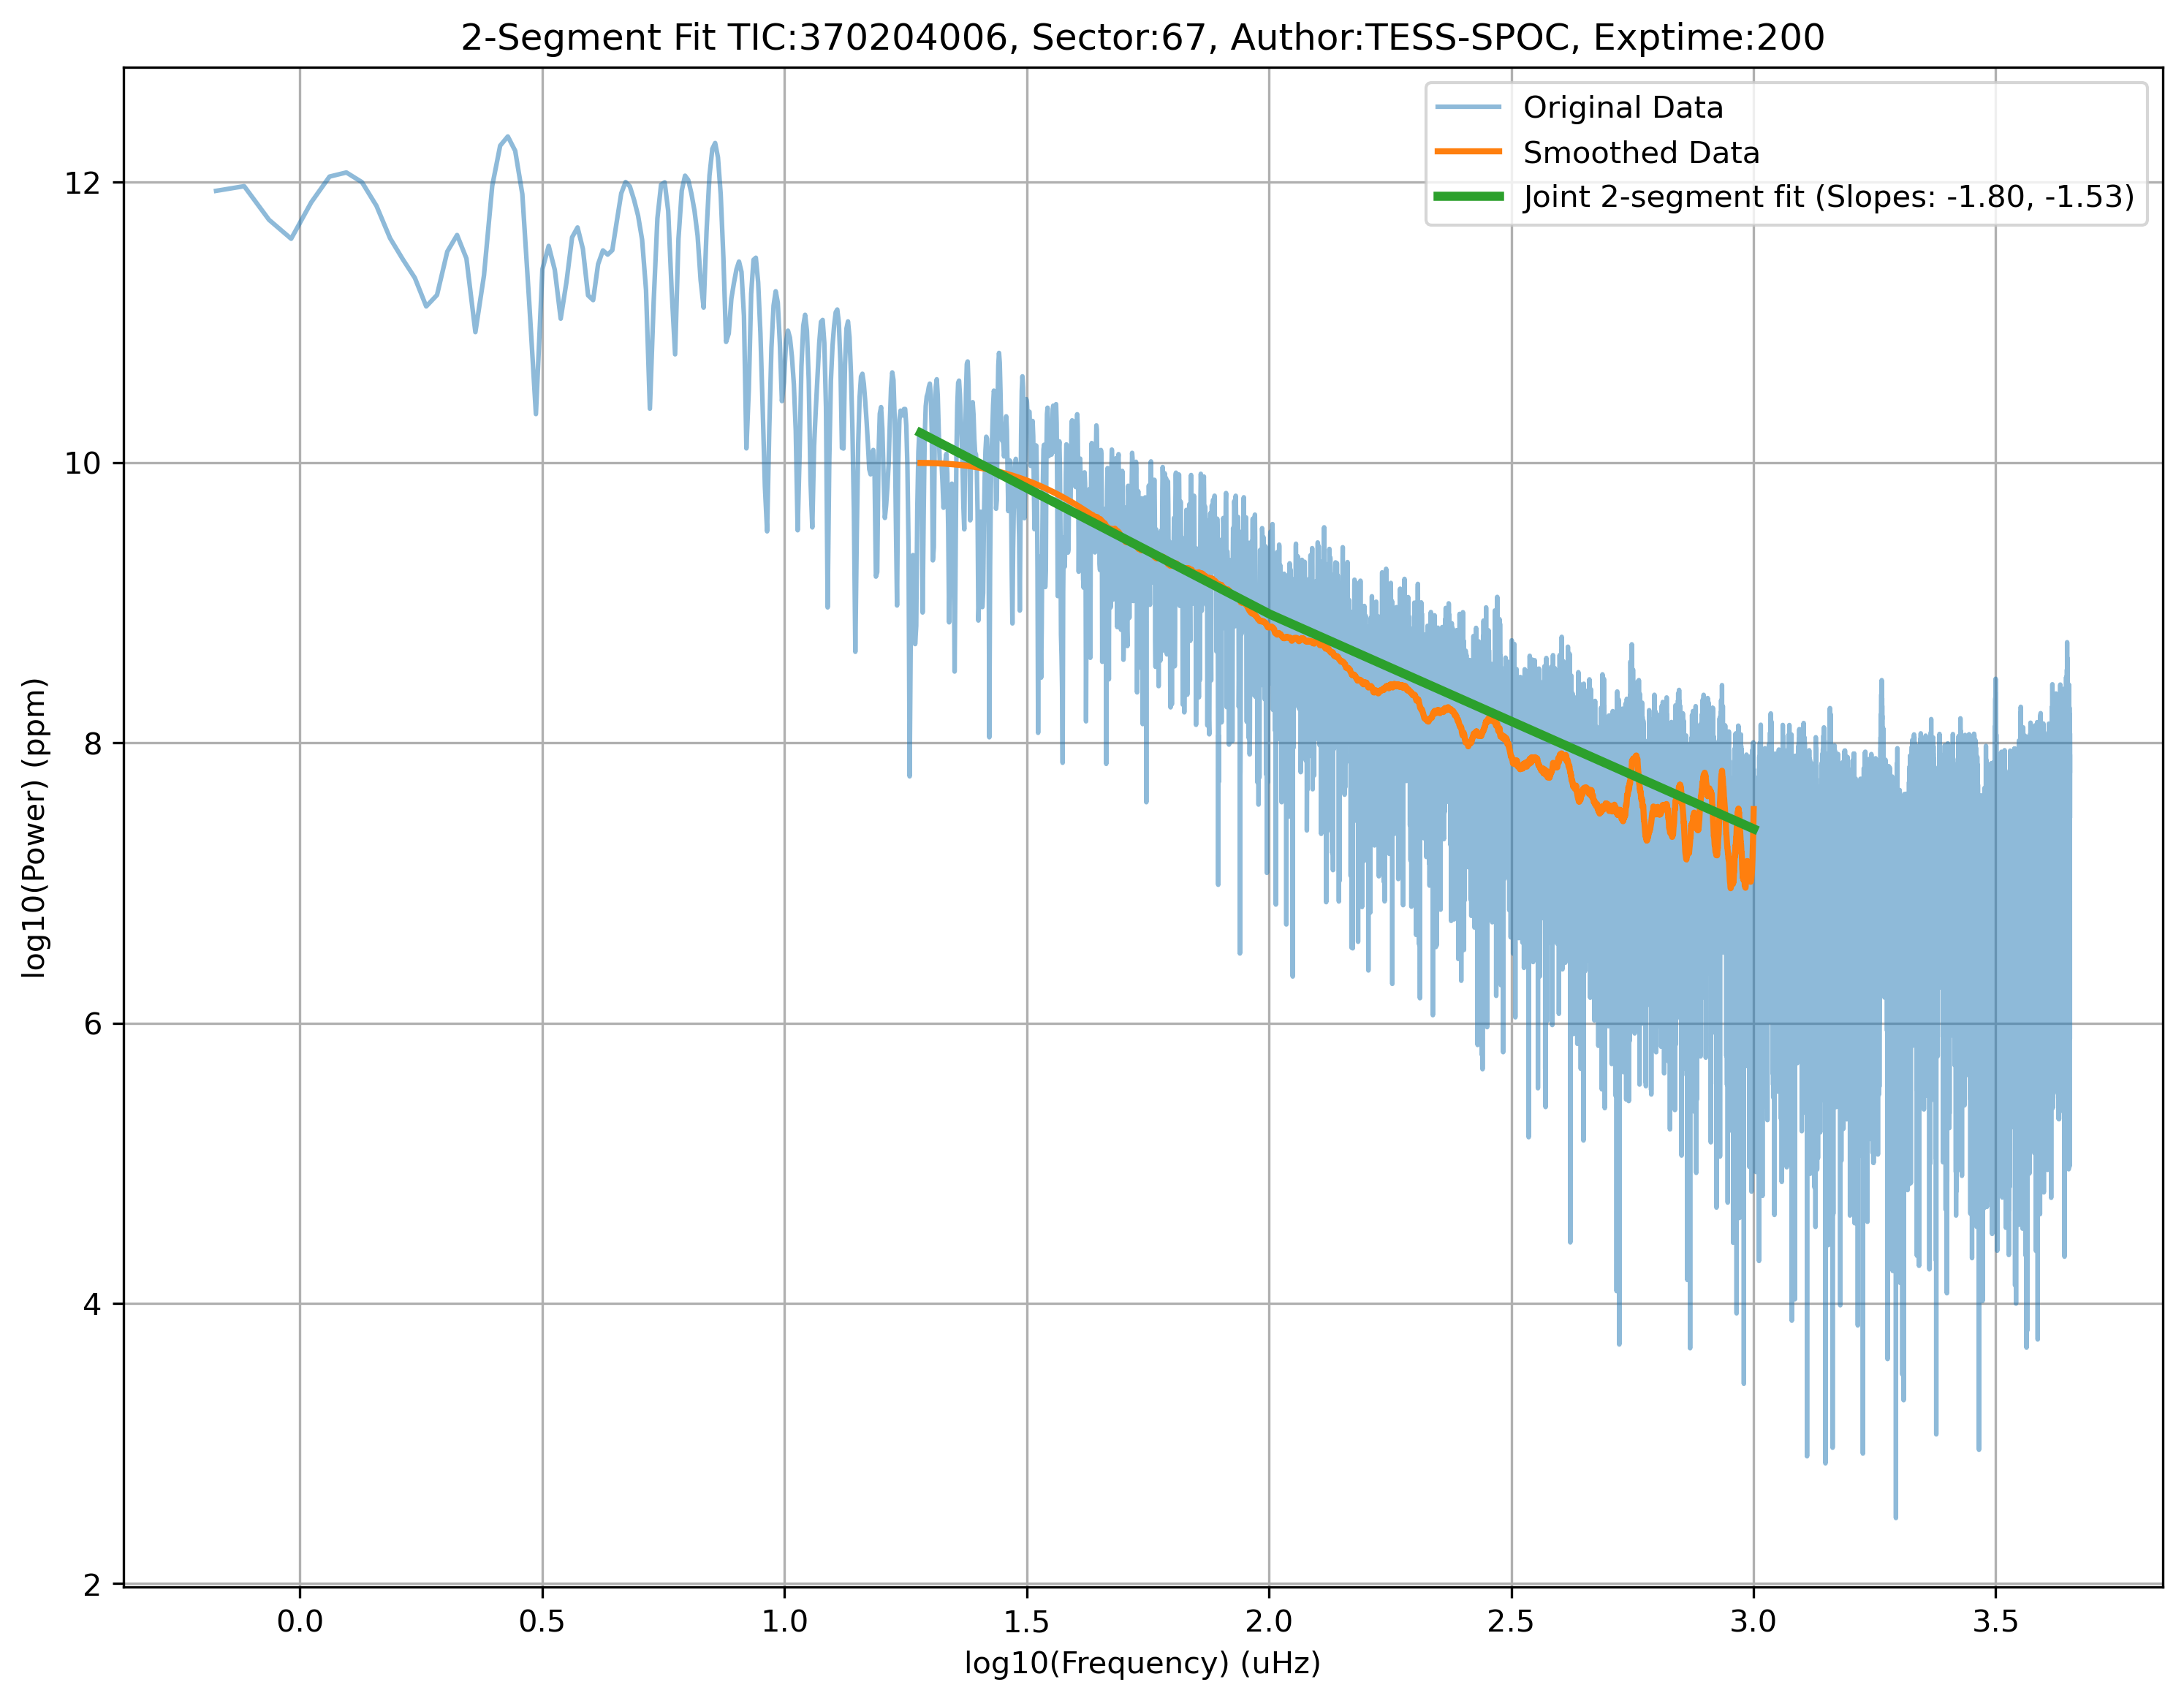 2-Segment Fit TIC:370204006, Sector:67, Author:TESS-SPOC, Exptime:200
Original Data
Smoothed Data
Joint 2-segment fit (Slopes: -1.80, -1.53)
log10(Power) (ppm)
12
10
8
6
4
2
0.0 0.5 1.0 1.5 2.0 2.5 3.0 3.5
log10(Frequency) (uHz)